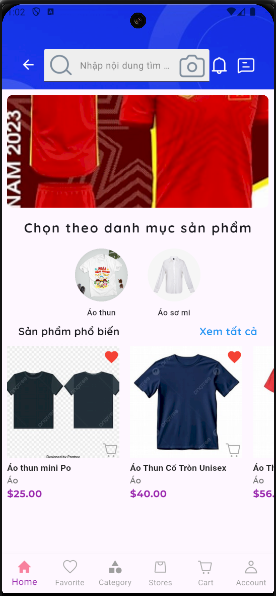 :02
Nhập nội dung tìm ...
NAM 2023
Chọn theo danh mục sản phẩm
Áo thun
Áo sơ mi
Sản phẩm phổ biến
Xem tất cả
Áo thun mini Po
Áo
$25.00
Áo Thun Cổ Tròn Unisex
Áo
$40.00
Áo Th
Áo
$56.
Home
Favorite
Category
Stores
Cart
Account